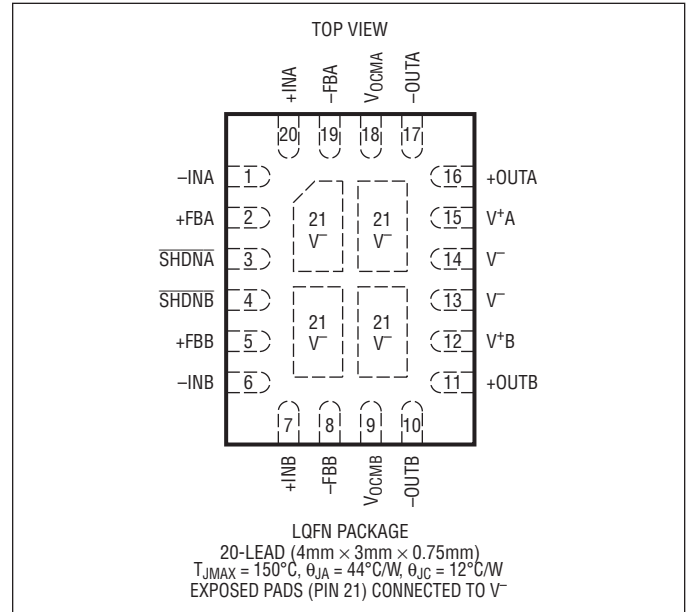 TOP VIEW
+INA
–FBA
VOCMA
–OUTA
20 19 18 17
–INA 1 16 +OUTA
+FBA 2 21 V– 21 V– 15 V+A
SHDNA 3 14 V–
SHDNB 4 13 V–
+FBB 5 21 V– 21 V– 12 V+B
–INB 6 11 +OUTB
7 8 9 10
+INB
–FBB
VOCMB
–OUTB
LQFN PACKAGE
20-LEAD (4mm × 3mm × 0.75mm)
TJMAX = 150°C, θJA = 44°C/W, θJC = 12°C/W
EXPOSED PADS (PIN 21) CONNECTED TO V–